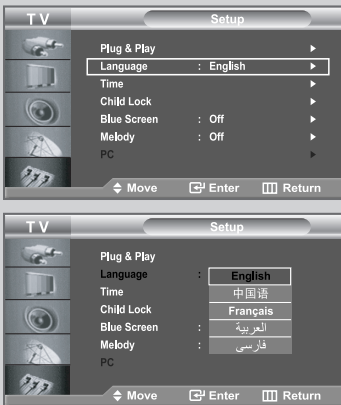 TV Setup
Plug & Play
Language : English
Time
Child Lock
Blue Screen : Off
Melody : Off
PC
Move Enter Return
TV Setup
Plug & Play
Language : English
Time 中国语
Child Lock Français
Blue Screen : العربية
Melody : فارسی
PC
Move Enter Return